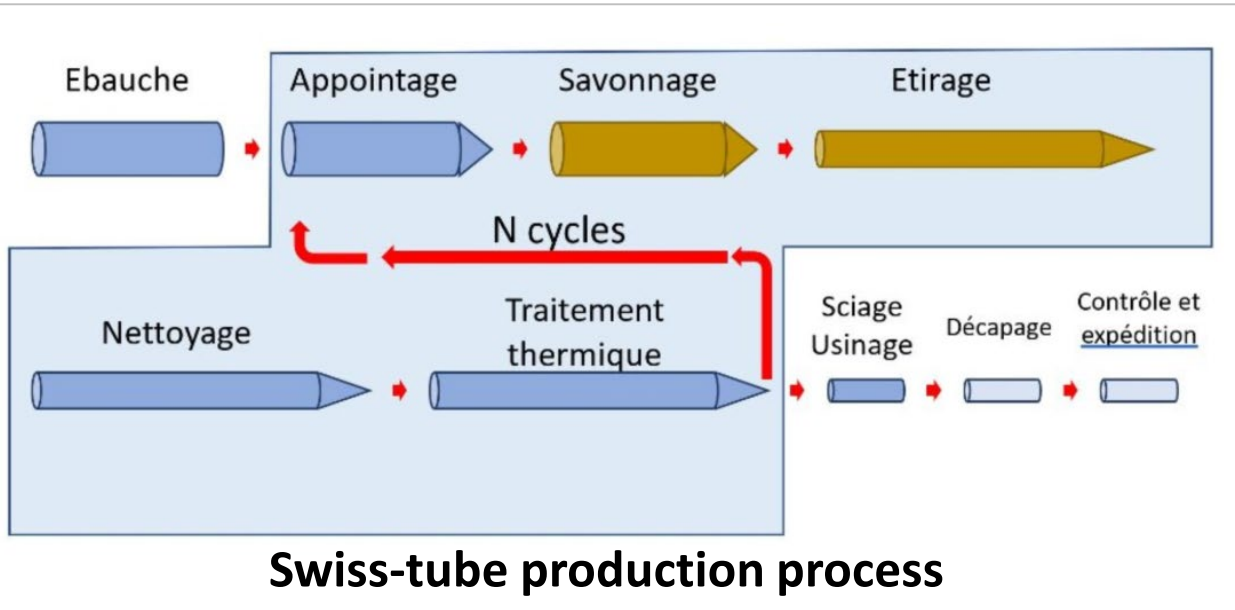 Ebauche
Appointage
Savonnage
Etirage
N cycles
Nettoyage
Traitement
thermique
Sciage
Usinage
Décapage
Contrôle et
expédition
Swiss-tube production process